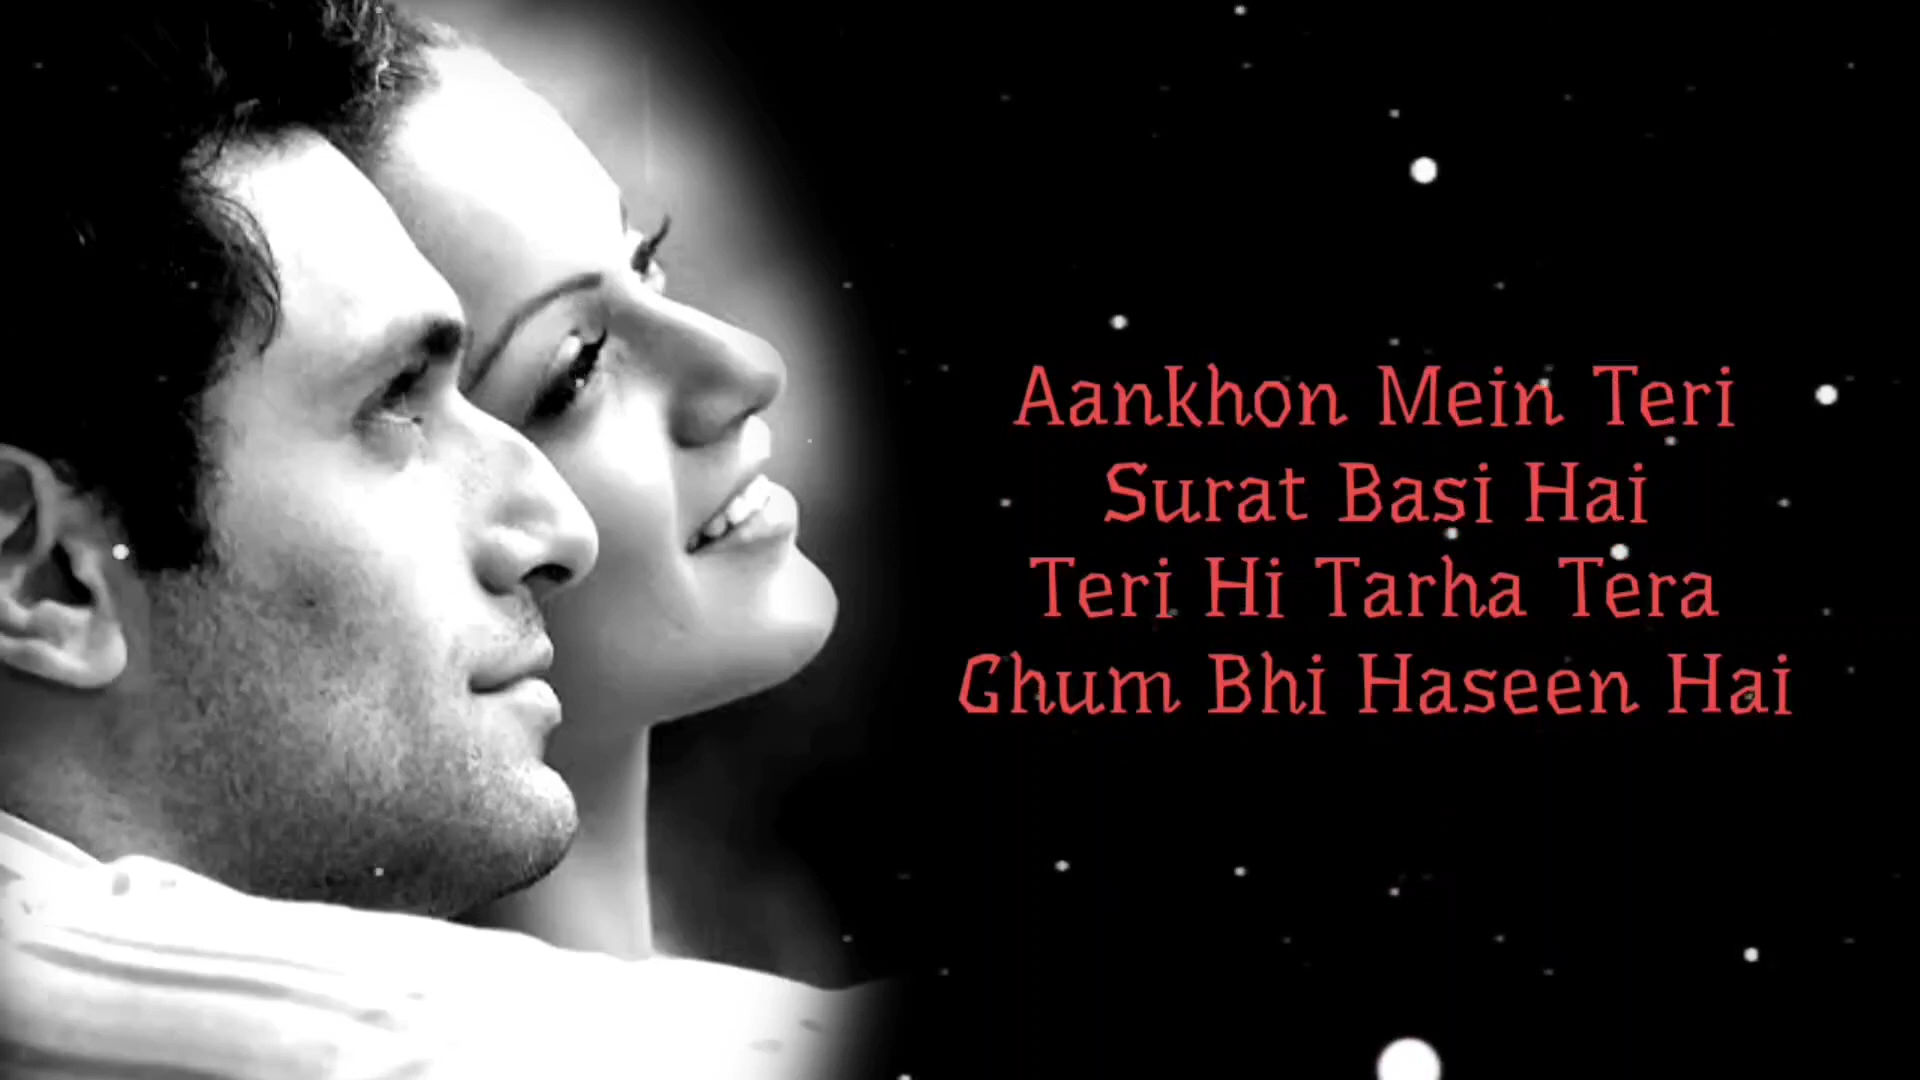 Aankhon Mein Teri
Surat Basi Hai
Teri Hi Tarha Tera
Ghum Bhi Haseen Hai